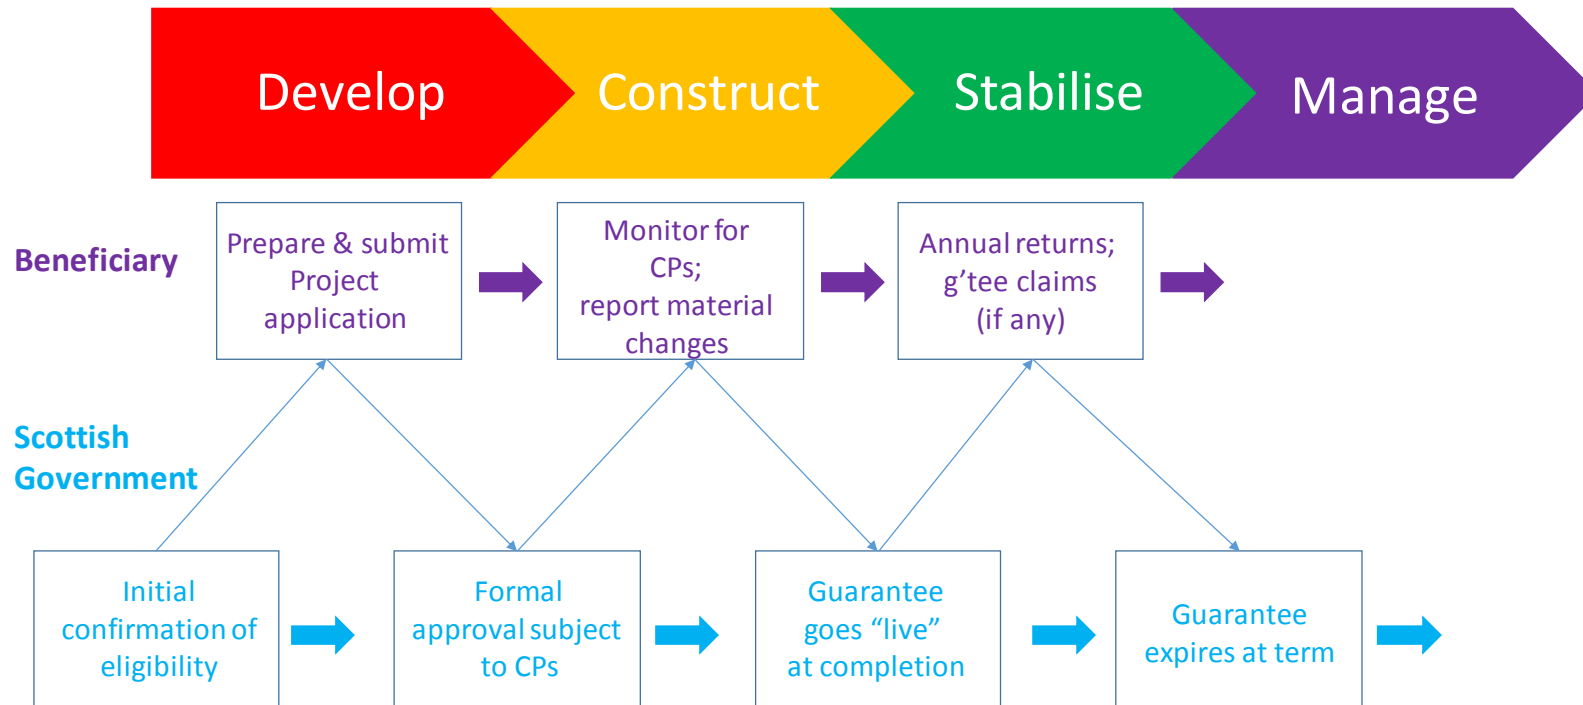 Develop
Construct
Stabilise
Manage
Beneficiary
Prepare & submit
Project
application
Monitor for
CPs;
report material
changes
Annual returns;
g’tee claims
(if any)
Scottish
Government
Initial
confirmation of
eligibility
Formal
approval subject
to CPs
Guarantee
goes “live”
at completion
Guarantee
expires at term